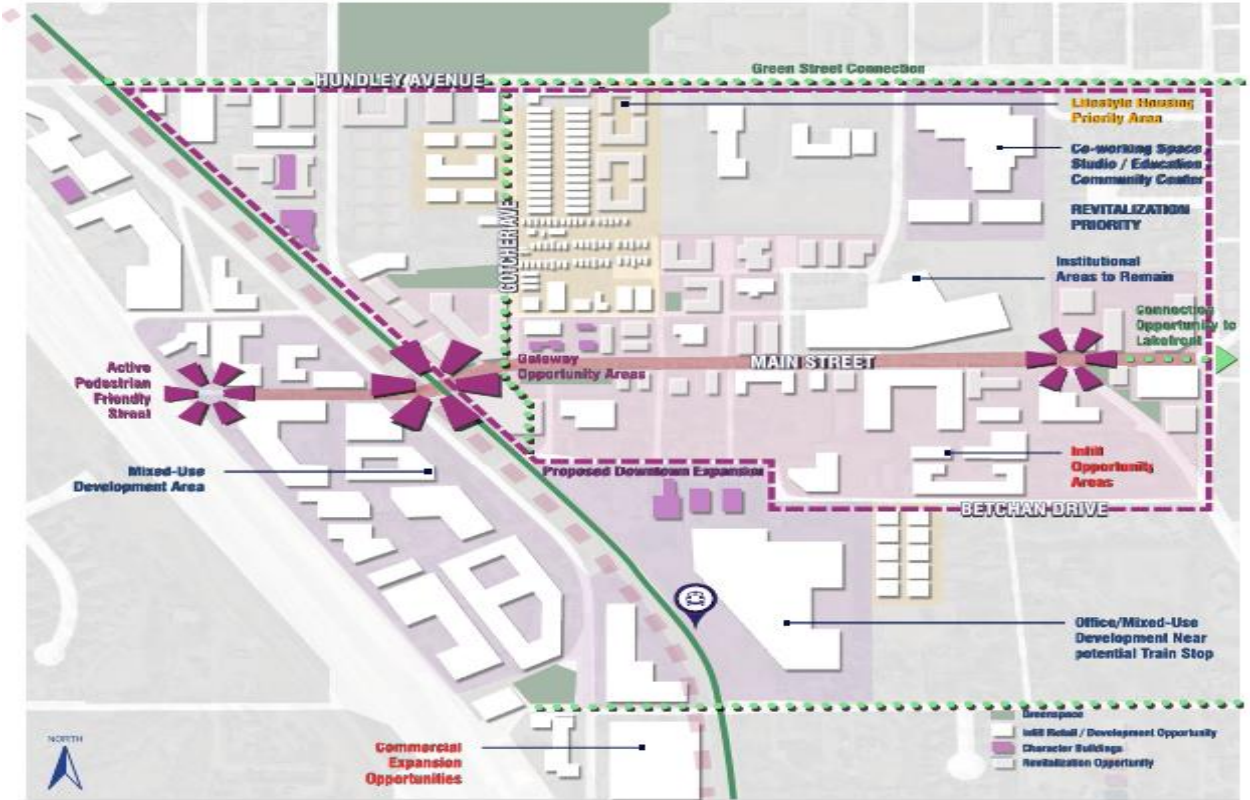 HUNDLEY AVENUE
Green Street Connection
Lifestyle Housing
Priority Area
Co-working Space
Studio / Education
Community Center
REVITALIZATION
PRIORITY
GOTCHER AVE
Institutional
Areas to Remain
Connection
Opportunity to
Lakefront
Active
Pedestrian
Friendly
Street
Gateway
Opportunity Areas
MAIN STREET
Mixed-Use
Development Area
Proposed Downtown Expansion
Infill
Opportunity
Areas
BETCHAN DRIVE
Office/Mixed-Use
Development Near
potential Train Stop
Commercial
Expansion
Opportunities
NORTH
Greenspace
Infill Retail / Development Opportunity
Character Buildings
Revitalization Opportunity